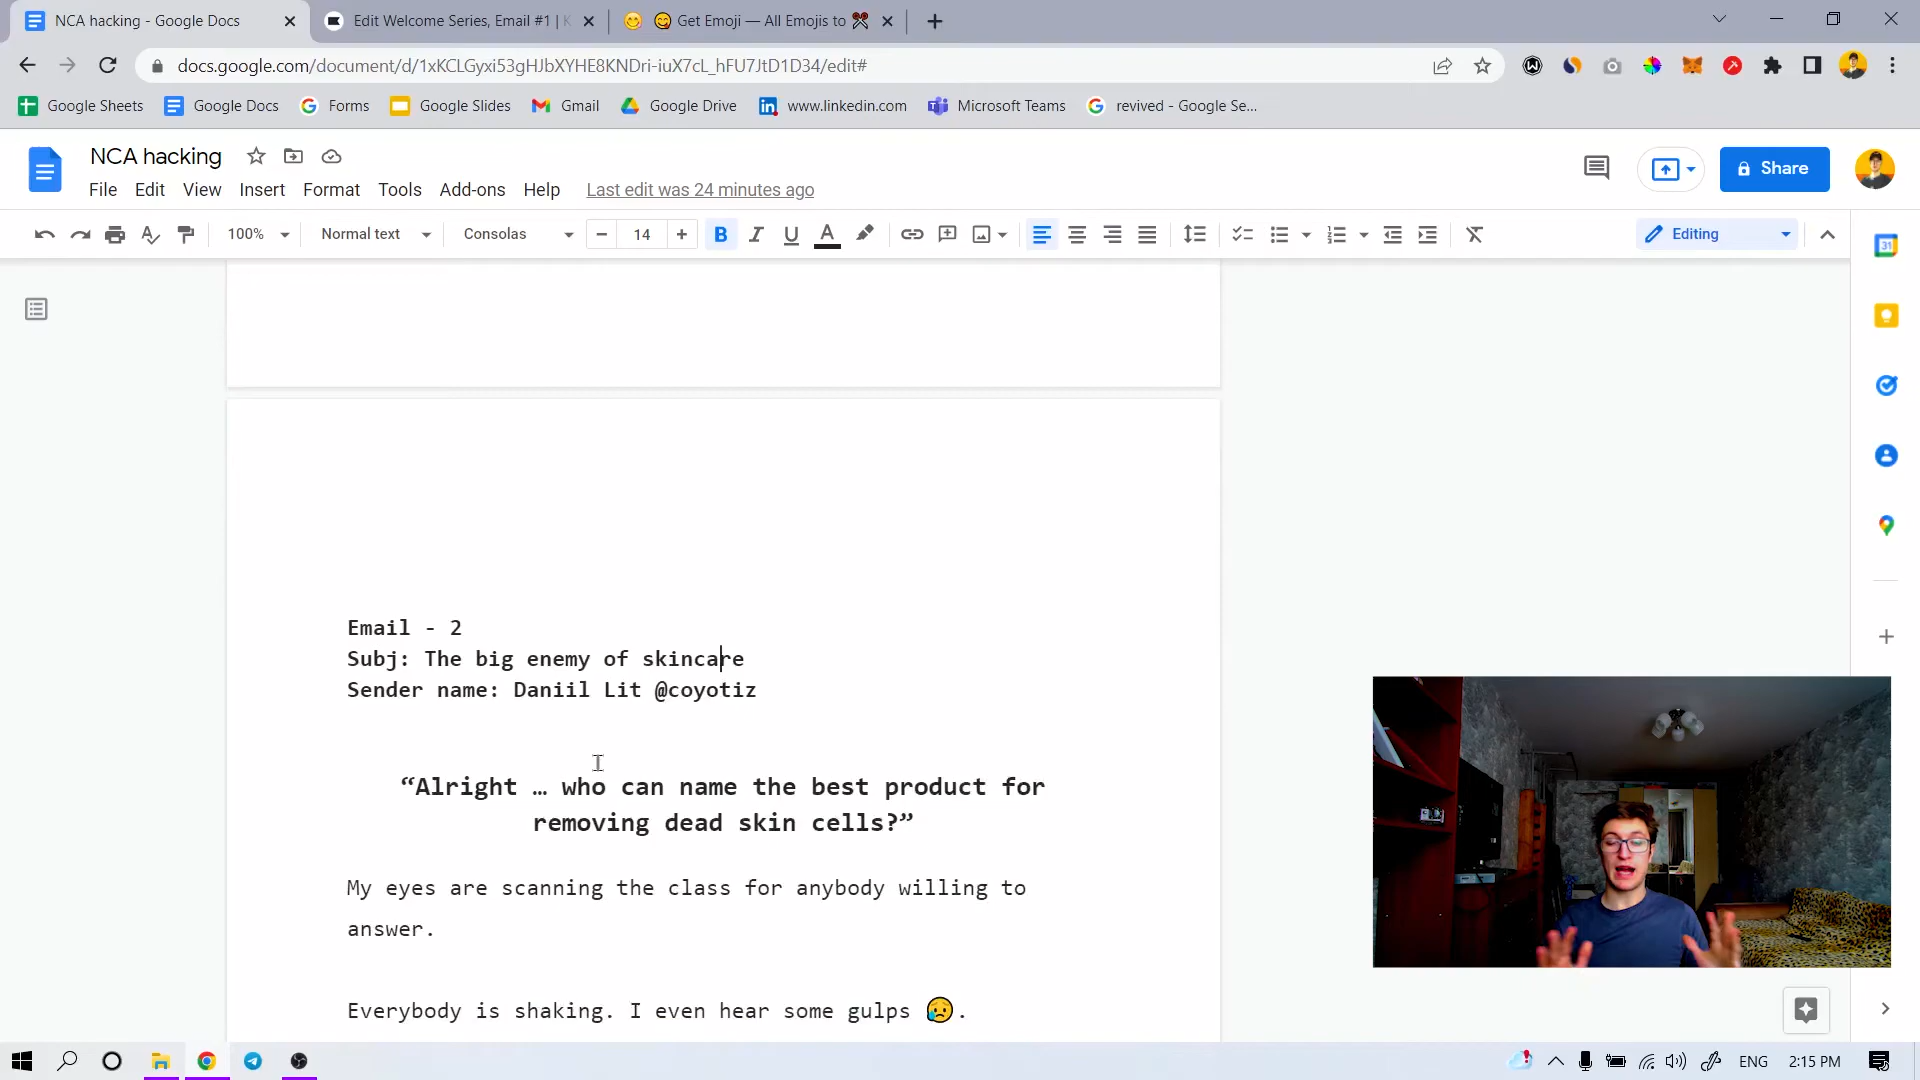 NCA hacking - Google Docs
Edit Welcome Series, Email #1 | K
😋 Get Emoji — All Emojis to ✂
docs.google.com/document/d/1xKCLGyxi53gHJbXYHE8KNDri-iuX7cL_hFU7JtD1D34/edit#
Google Sheets
Google Docs
Forms
Google Slides
Gmail
Google Drive
www.linkedin.com
Microsoft Teams
revived - Google Se...
NCA hacking
Share
File Edit View Insert Format Tools Add-ons Help Last edit was 24 minutes ago
100% Normal text Consolas 14 Editing
Email - 2
Subj: The big enemy of skincare
Sender name: Daniil Lit @coyotiz
“Alright … who can name the best product for
removing dead skin cells?”
My eyes are scanning the class for anybody willing to
answer.
Everybody is shaking. I even hear some gulps 😥.
ENG 2:15 PM